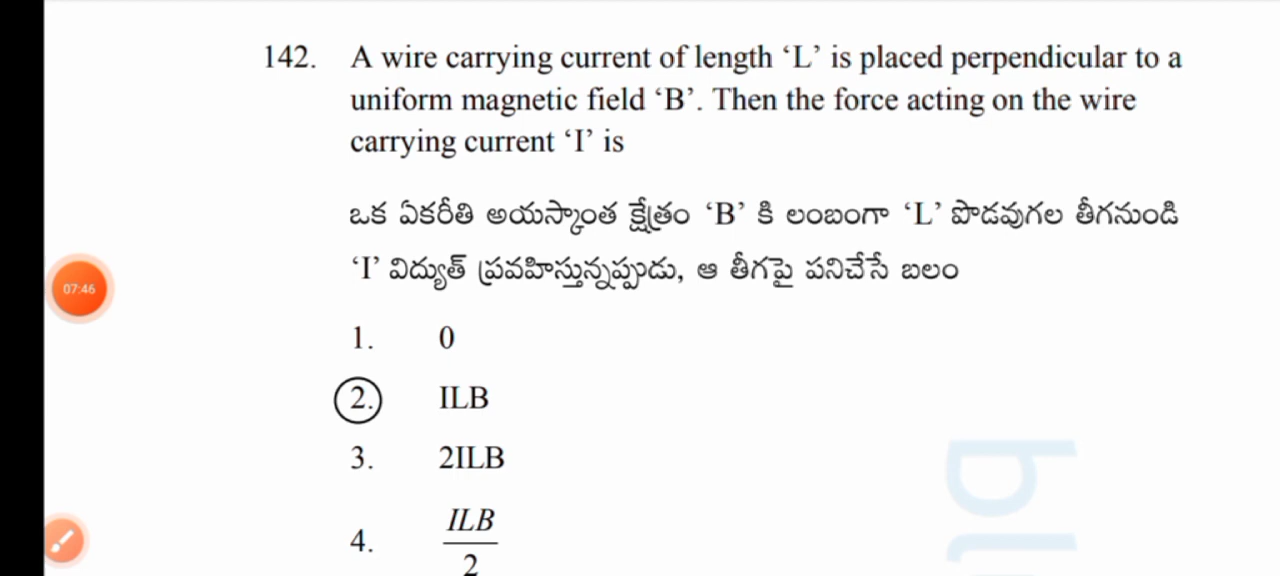 142. A wire carrying current of length ‘L’ is placed perpendicular to a
uniform magnetic field ‘B’. Then the force acting on the wire
carrying current ‘I’ is
ఒక ఏకరీతి అయస్కాంత క్షేత్రం ‘B’ కి లంబంగా ‘L’ పొడవుగల తీగనుండి
‘I’ విద్యుత్ ప్రవహిస్తున్నప్పుడు, ఆ తీగపై పనిచేసే బలం
07:46
1. 0
2. ILB
3. 2ILB
4. ILB
2